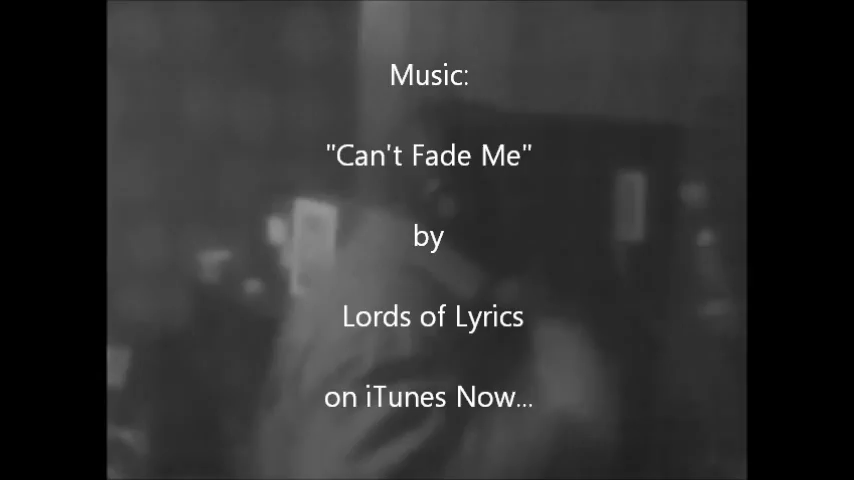 Music:
"Can't Fade Me"
by
Lords of Lyrics
on iTunes Now...